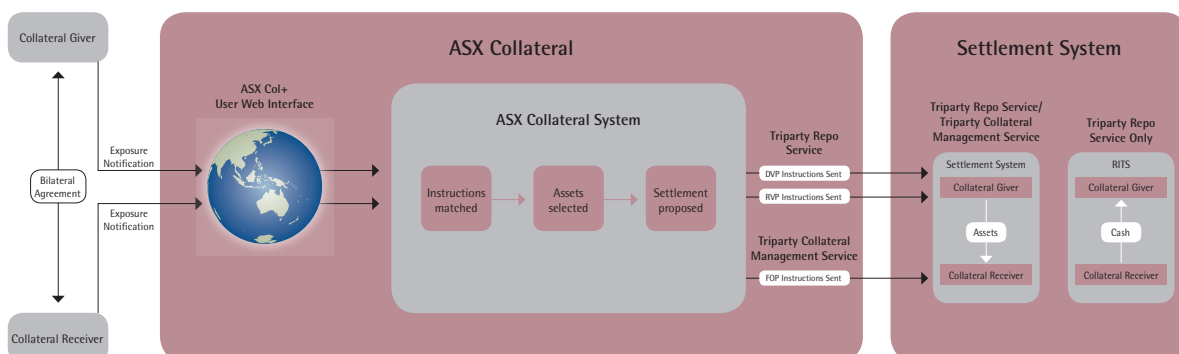 Collateral Giver
Bilateral
Agreement
Collateral Receiver
Exposure
Notification
Exposure
Notification
ASX Collateral
ASX Col+
User Web Interface
ASX Collateral System
Instructions
matched
Assets
selected
Settlement
proposed
Triparty Repo
Service
DVP Instructions Sent
RVP Instructions Sent
Triparty Collateral
Management Service
FOP Instructions Sent
Settlement System
Triparty Repo Service/
Triparty Collateral
Management Service
Settlement System
Collateral Giver
Assets
Collateral Receiver
Triparty Repo
Service Only
RITS
Collateral Giver
Cash
Collateral Receiver